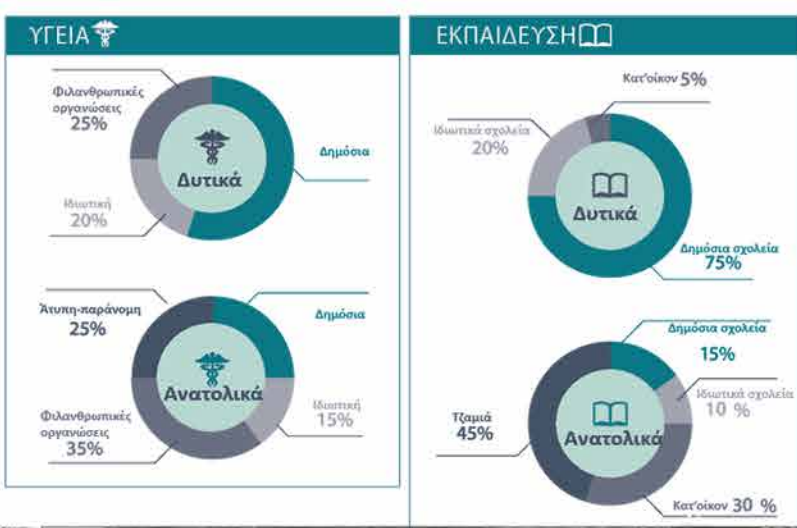 ΥΓΕΙΑ
Φιλανθρωπικές
οργανώσεις
25%
Δημόσια
Δυτικά
Ιδιωτική
20%
Άτυπη-παράνομη
25%
Δημόσια
Ανατολικά
Ιδιωτική
15%
Φιλανθρωπικές
οργανώσεις
35%
ΕΚΠΑΙΔΕΥΣΗ
Κατ'οίκον 5%
Ιδιωτικά σχολεία
20%
Δυτικά
Δημόσια σχολεία
75%
Δημόσια σχολεία
15%
Ιδιωτικά σχολεία
10 %
Τζαμιά
45%
Ανατολικά
Κατ'οίκον 30 %